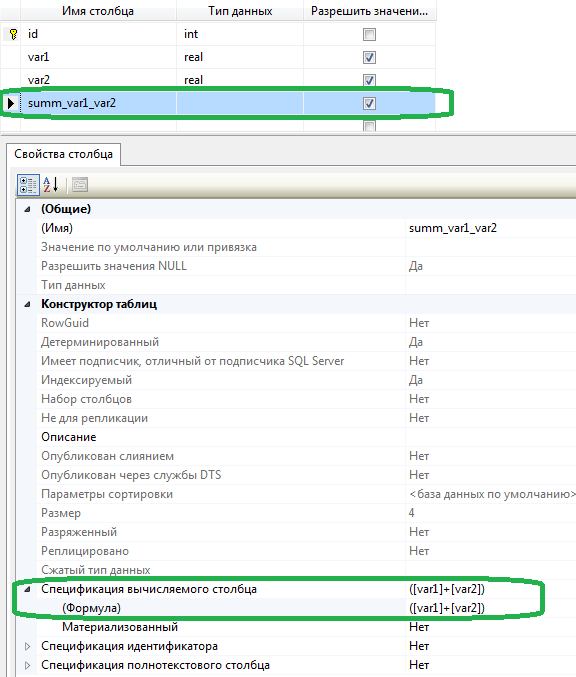 Имя столбца Тип данных Разрешить значени...
id int
var1 real
var2 real
summ_var1_var2
Свойства столбца
(Общие)
(Имя) summ_var1_var2
Значение по умолчанию или привязка
Разрешить значения NULL Да
Тип данных
Конструктор таблиц
RowGuid Нет
Детерминированный Да
Имеет подписчик, отличный от подписчика SQL Server Нет
Индексируемый Да
Набор столбцов Нет
Не для репликации Нет
Описание
Опубликован слиянием Нет
Опубликован через службы DTS Нет
Параметры сортировки <база данных по умолчанию>
Размер 4
Разряженный Нет
Реплицировано Нет
Сжатый тип данных
Спецификация вычисляемого столбца ([var1]+[var2])
(Формула) ([var1]+[var2])
Материализованный Нет
Спецификация идентификатора Нет
Спецификация полнотекстового столбца Нет